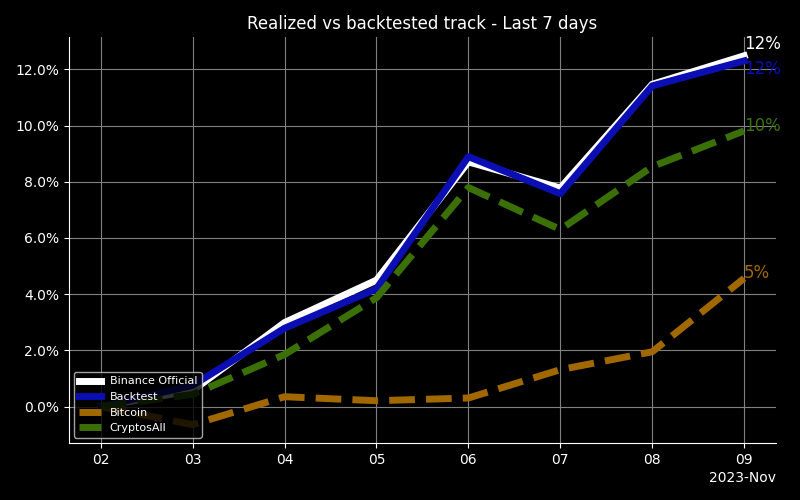 Realized vs backtested track - Last 7 days
12.0%
10.0%
8.0%
6.0%
4.0%
2.0%
0.0%
12%
12%
10%
5%
Binance Official
Backtest
Bitcoin
CryptosAll
02 03 04 05 06 07 08 09
2023-Nov